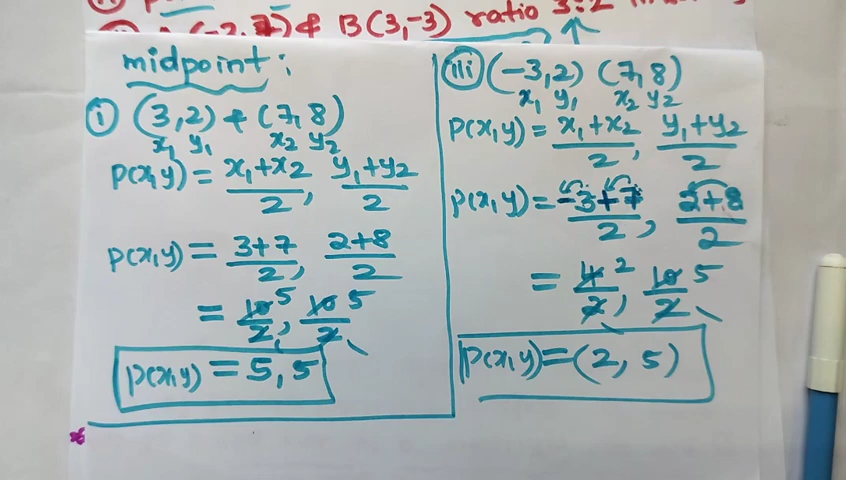 B(3,-3) ratio 3:2
midpoint:
i (3,2) + (7,8)
x1 y1 x2 y2
P(x,y) = x1+x2/2, y1+y2/2
P(x,y) = 3+7/2, 2+8/2
= 10/2 5, 10/2 5
P(x,y) = 5,5
iii (-3,2) (7,8)
x1 y1 x2 y2
P(x,y) = x1+x2/2, y1+y2/2
P(x,y) = -3+7/2, 2+8/2
= 4/2 2, 10/2 5
P(x,y) = (2, 5)